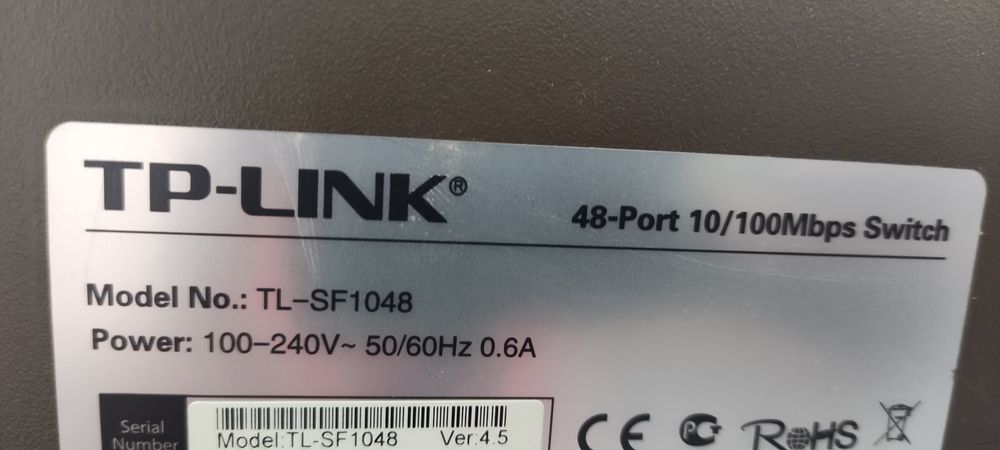 TP-LINK®
48-Port 10/100Mbps Switch
Model No.: TL-SF1048
Power: 100-240V~ 50/60Hz 0.6A
Serial
Number
Model:TL-SF1048 Ver:4.5
CE PC RoHS